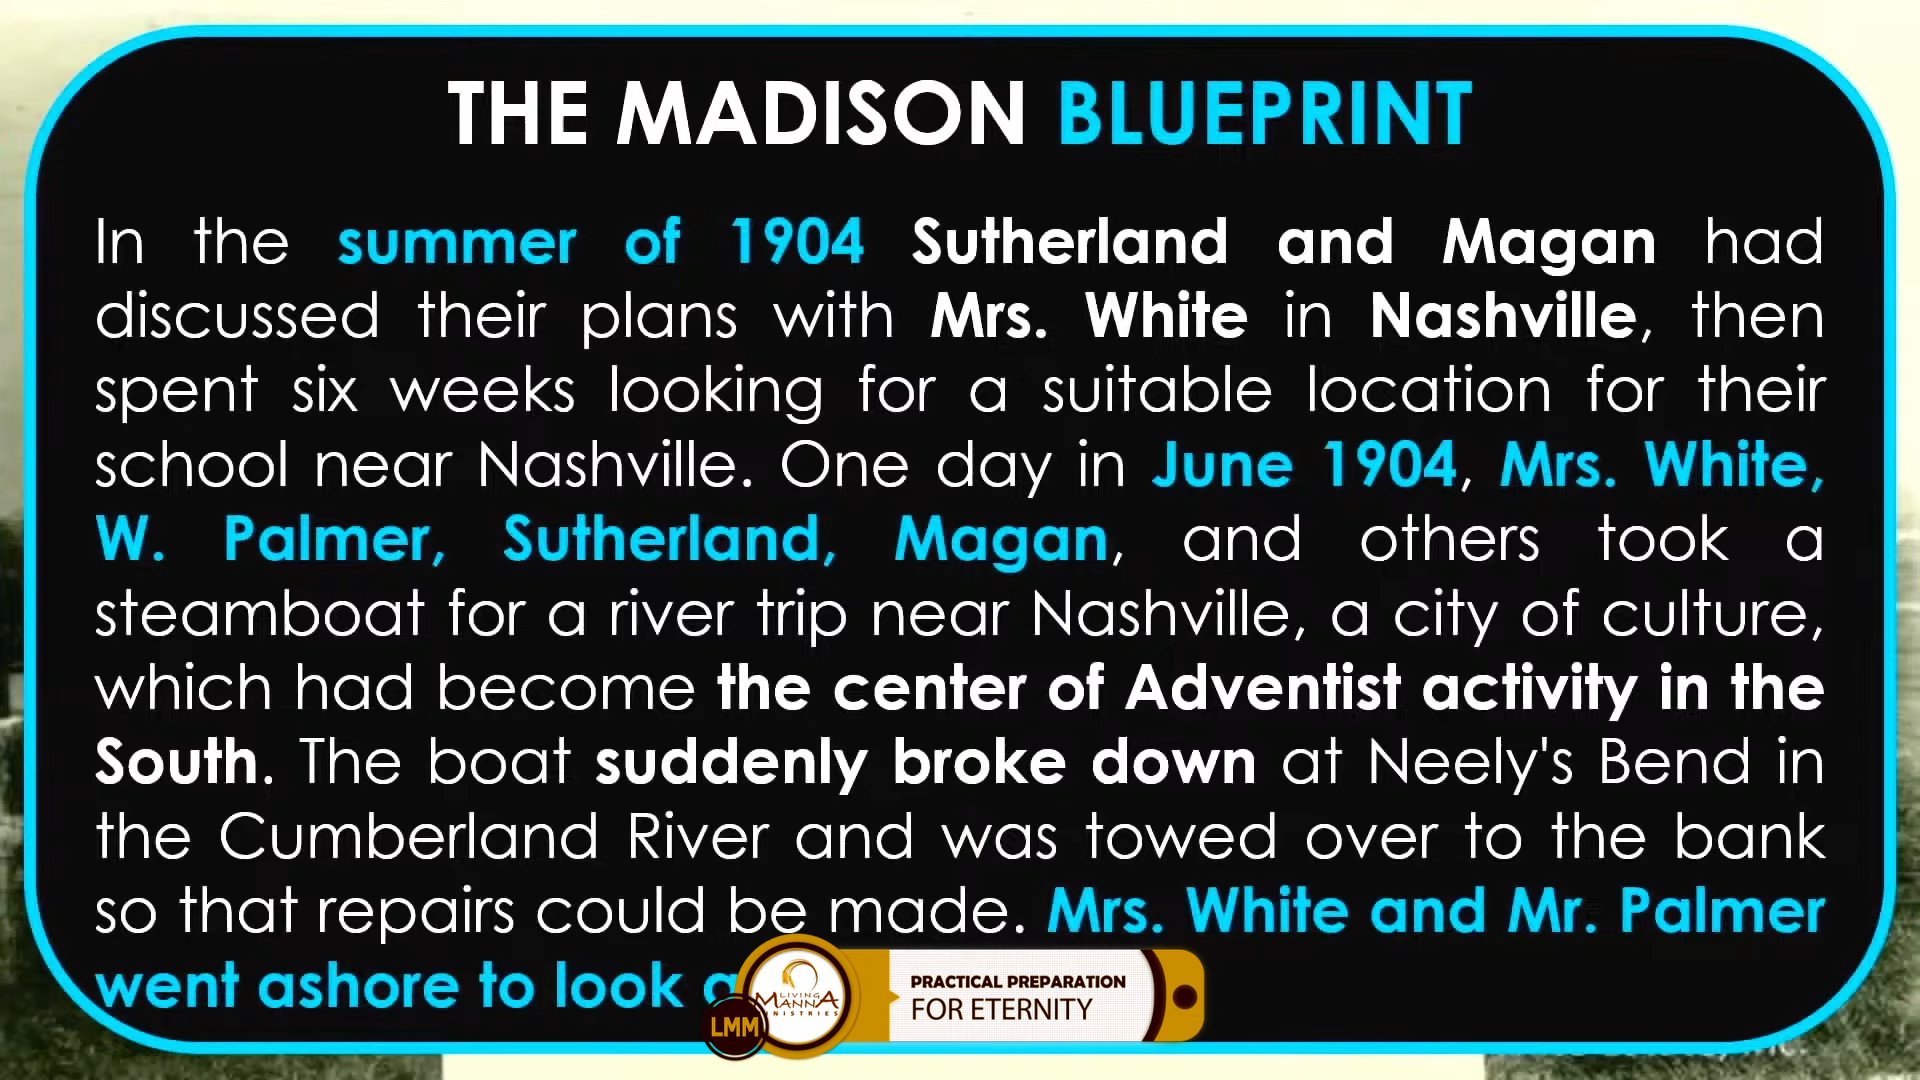 THE MADISON BLUEPRINT
In the summer of 1904 Sutherland and Magan had
discussed their plans with Mrs. White in Nashville, then
spent six weeks looking for a suitable location for their
school near Nashville. One day in June 1904, Mrs. White,
W. Palmer, Sutherland, Magan, and others took a
steamboat for a river trip near Nashville, a city of culture,
which had become the center of Adventist activity in the
South. The boat suddenly broke down at Neely's Bend in
the Cumberland River and was towed over to the bank
so that repairs could be made. Mrs. White and Mr. Palmer
went ashore to look
LIVING
MANNA
MINISTRIES
LMM
PRACTICAL PREPARATION
FOR ETERNITY